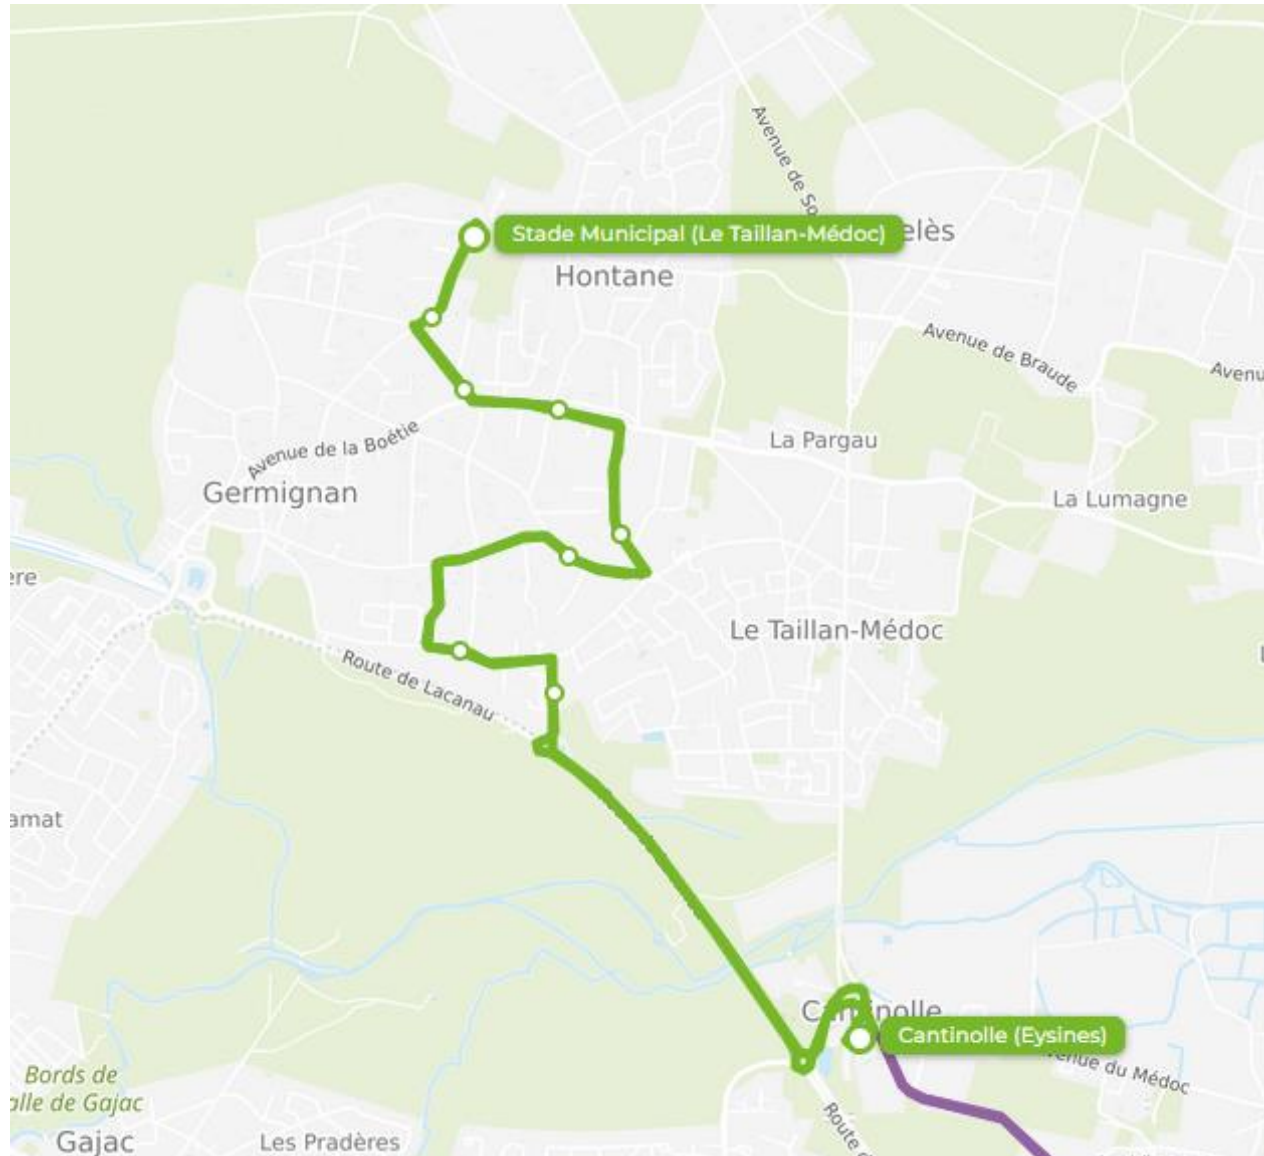 Avenue de So
Stade Municipal (Le Taillan-Médoc)
elès
Hontane
Avenue de Braude
Avenu
Avenue de la Boétie
La Pargau
Germignan
La Lumagne
ere
Le Taillan-Médoc
Route de Lacanau
amat
Cantinolle
Cantinolle (Eysines)
venue du Médoc
Bords de
alle de Gajac
Route d
Gajac
Les Pradères